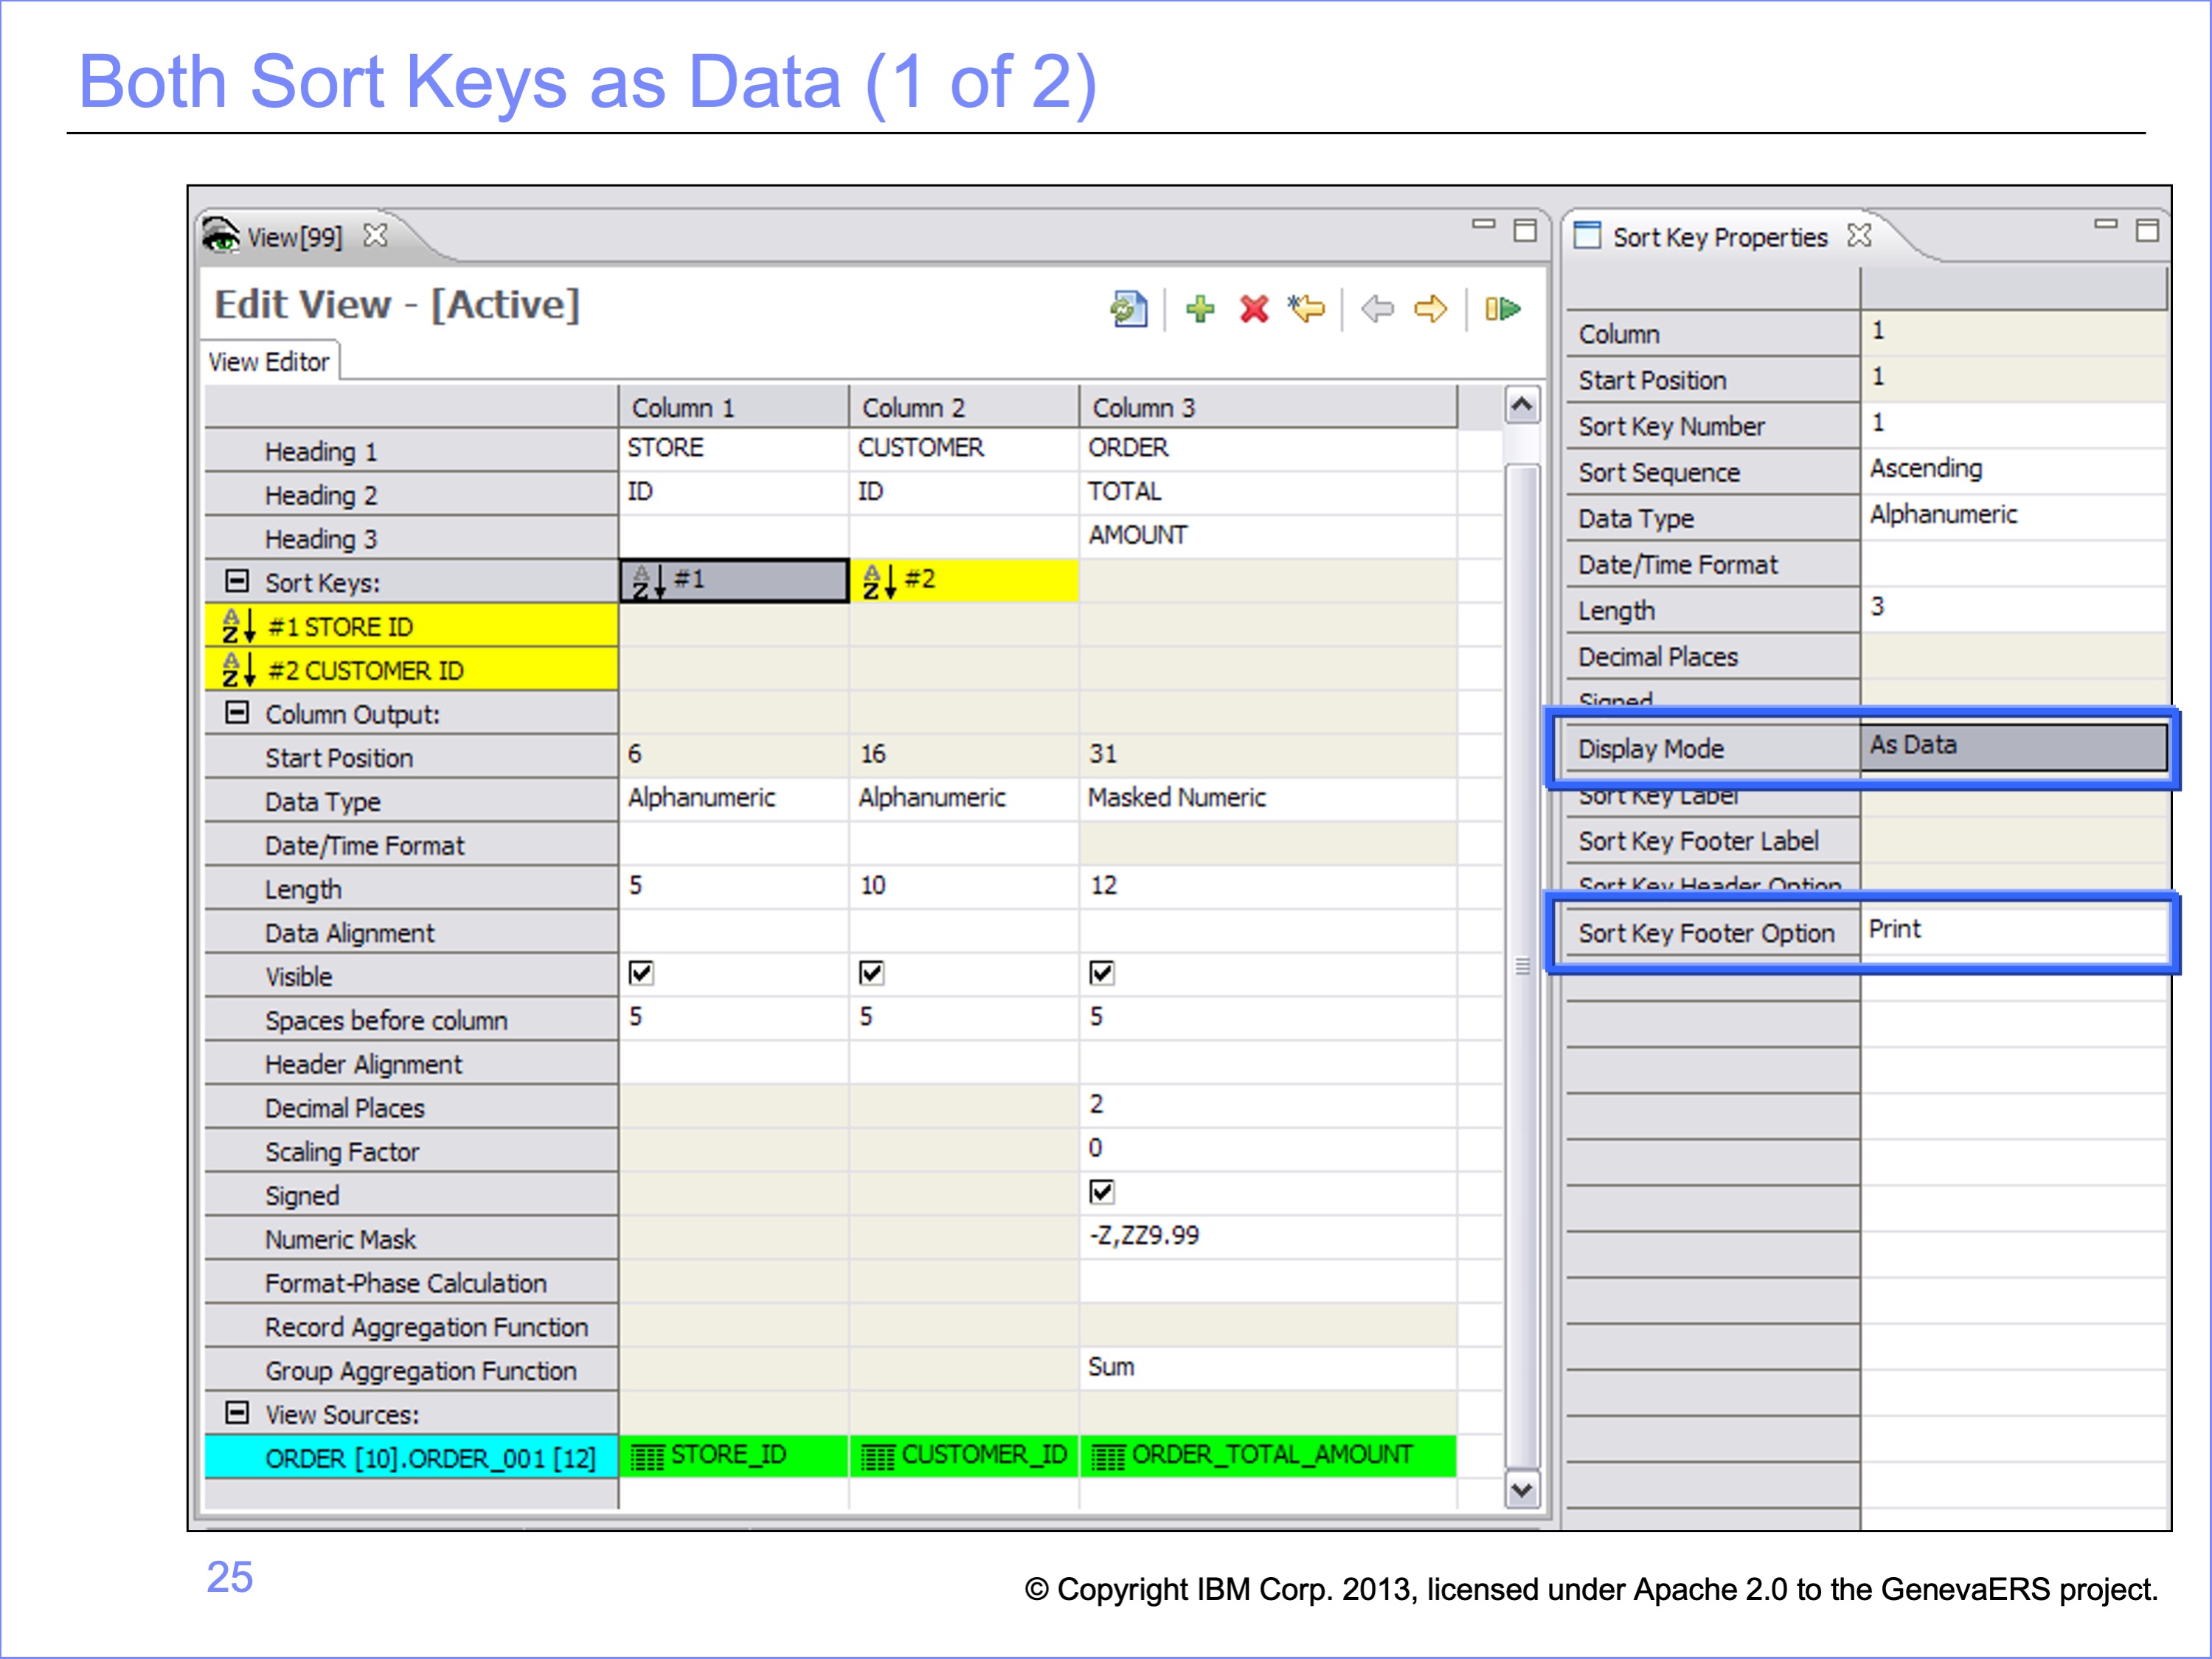 Both Sort Keys as Data (1 of 2)
View[99]
Edit View - [Active]
View Editor
Column 1 Column 2 Column 3
Heading 1 STORE CUSTOMER ORDER
Heading 2 ID ID TOTAL
Heading 3 AMOUNT
Sort Keys: #1 #2
#1 STORE ID
#2 CUSTOMER ID
Column Output:
Start Position 6 16 31
Data Type Alphanumeric Alphanumeric Masked Numeric
Date/Time Format
Length 5 10 12
Data Alignment
Visible
Spaces before column 5 5 5
Header Alignment
Decimal Places 2
Scaling Factor 0
Signed
Numeric Mask -Z,ZZ9.99
Format-Phase Calculation
Record Aggregation Function
Group Aggregation Function Sum
View Sources:
ORDER [10].ORDER_001 [12] STORE_ID CUSTOMER_ID ORDER_TOTAL_AMOUNT
Sort Key Properties
Column 1
Start Position 1
Sort Key Number 1
Sort Sequence Ascending
Data Type Alphanumeric
Date/Time Format
Length 3
Decimal Places
Signed
Display Mode As Data
Sort Key Label
Sort Key Footer Label
Sort Key Header Option
Sort Key Footer Option Print
25
© Copyright IBM Corp. 2013, licensed under Apache 2.0 to the GenevaERS project.